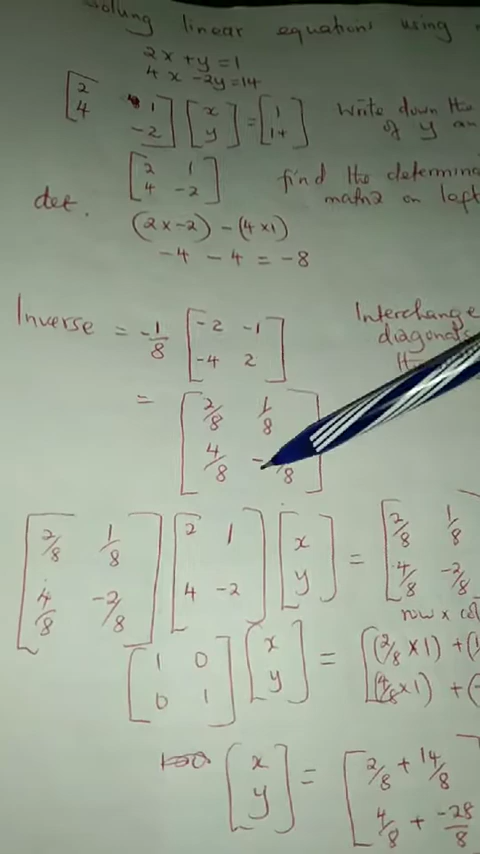 solving linear equations using
2x + y = 1
4x - 2y = 14
[2 1] [x] = [1] Write down the
[4 -2] [y] [14] of y an
[2 1] find the determina
det. [4 -2] on left
(2 x -2) - (4 x 1)
-4 - 4 = -8
Inverse = -1/8 [-2 -1] Interchange
[-4 2] diagonals
= [2/8 1/8]
[4/8 - /8]
[2/8 1/8] [2 1] [x] = [2/8 1/8]
[4/8 -2/8] [4 -2] [y] [4/8 -2/8]
row x col
[1 0] [x] = [(2/8 x 1) + (
[0 1] [y] [(4/8 x 1) + (
[x] = [2/8 + 14/8
[y] [4/8 + -28/8